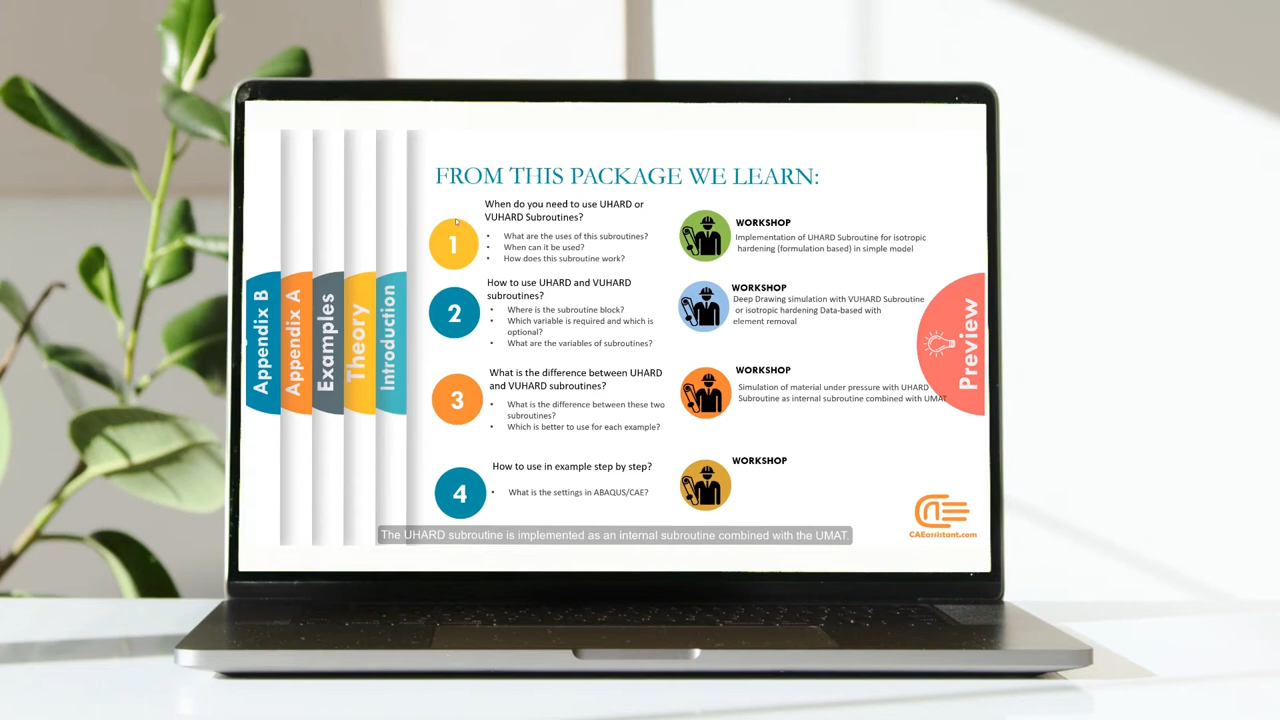 FROM THIS PACKAGE WE LEARN:
1
When do you need to use UHARD or
VUHARD Subroutines?
• What are the uses of this subroutines?
• When can it be used?
• How does this subroutine work?
2
How to use UHARD and VUHARD
subroutines?
• Where is the subroutine block?
• Which variable is required and which is
optional?
• What are the variables of subroutines?
3
What is the difference between UHARD
and VUHARD subroutines?
• What is the difference between these two
subroutines?
• Which is better to use for each example?
4
How to use in example step by step?
• What is the settings in ABAQUS/CAE?
WORKSHOP
Implementation of UHARD Subroutine for isotropic
hardening (formulation based) in simple model
WORKSHOP
Deep Drawing simulation with VUHARD Subroutine
or isotropic hardening Data-based with
element removal
WORKSHOP
Simulation of material under pressure with UHARD
Subroutine as internal subroutine combined with UMAT
WORKSHOP
Appendix B
Appendix A
Examples
Theory
Introduction
Preview
CAEassistant.com
The UHARD subroutine is implemented as an internal subroutine combined with the UMAT.